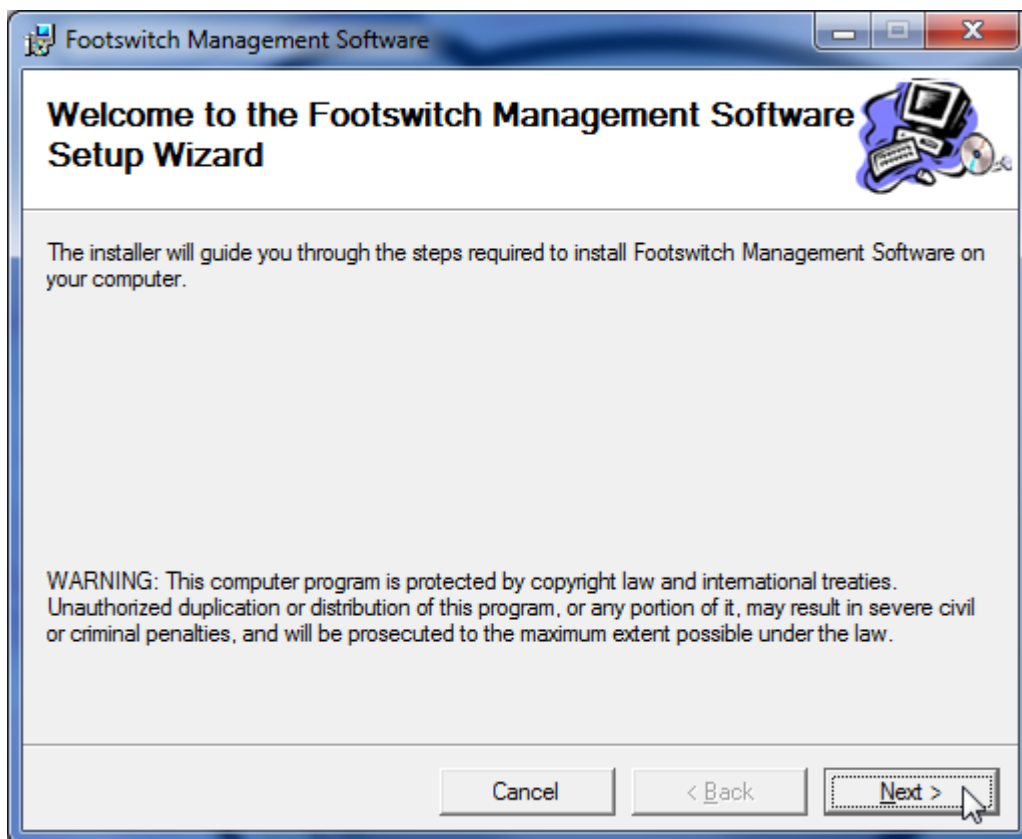 Footswitch Management Software
Welcome to the Footswitch Management Software
Setup Wizard
The installer will guide you through the steps required to install Footswitch Management Software on
your computer.
WARNING: This computer program is protected by copyright law and international treaties.
Unauthorized duplication or distribution of this program, or any portion of it, may result in severe civil
or criminal penalties, and will be prosecuted to the maximum extent possible under the law.
Cancel
< Back
Next >